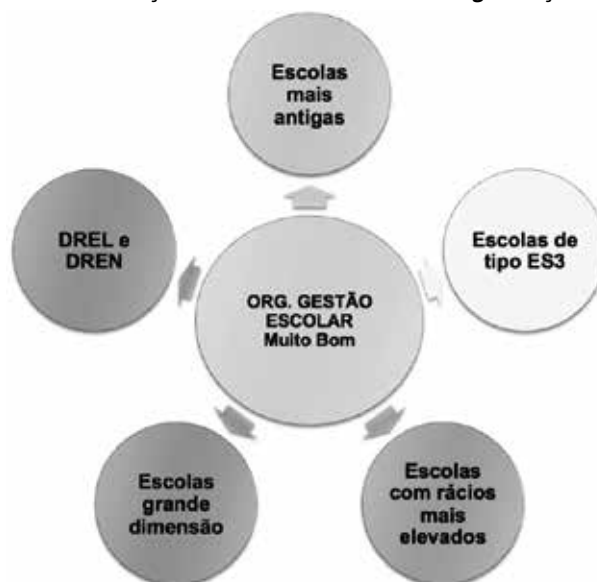 Escolas
mais
antigas
DREL e
DREN
Escolas de
tipo ES3
ORG. GESTÃO
ESCOLAR
Muito Bom
Escolas
grande
dimensão
Escolas
com rácios
mais
elevados